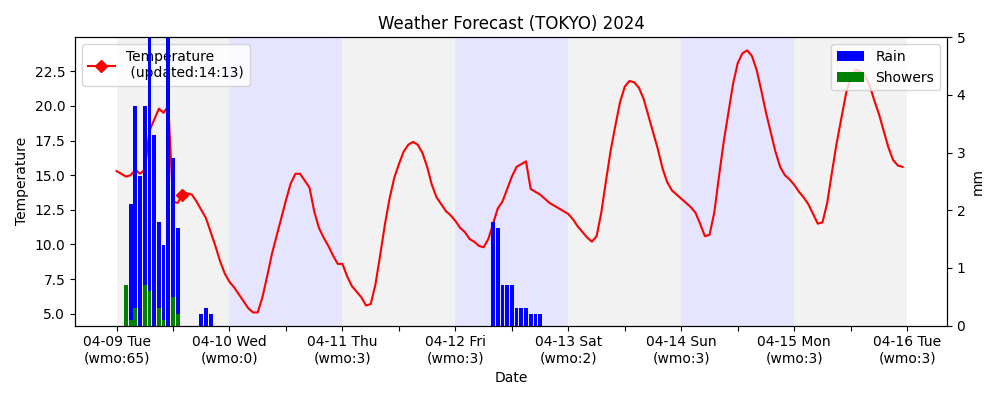 Weather Forecast (TOKYO) 2024
Temperature
(updated:14:13)
Rain
Showers
Temperature
22.5
20.0
17.5
15.0
12.5
10.0
7.5
5.0
5
4
3
2
1
0
mm
04-09 Tue
(wmo:65)
04-10 Wed
(wmo:0)
04-11 Thu
(wmo:3)
04-12 Fri
(wmo:3)
04-13 Sat
(wmo:2)
04-14 Sun
(wmo:3)
04-15 Mon
(wmo:3)
04-16 Tue
(wmo:3)
Date